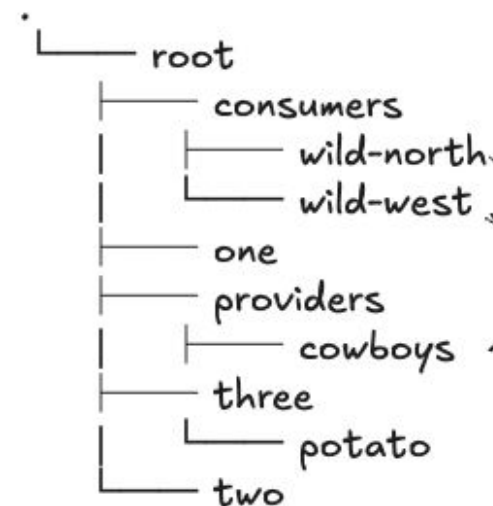 .
root
consumers
wild-north
wild-west
one
providers
cowboys
three
potato
two